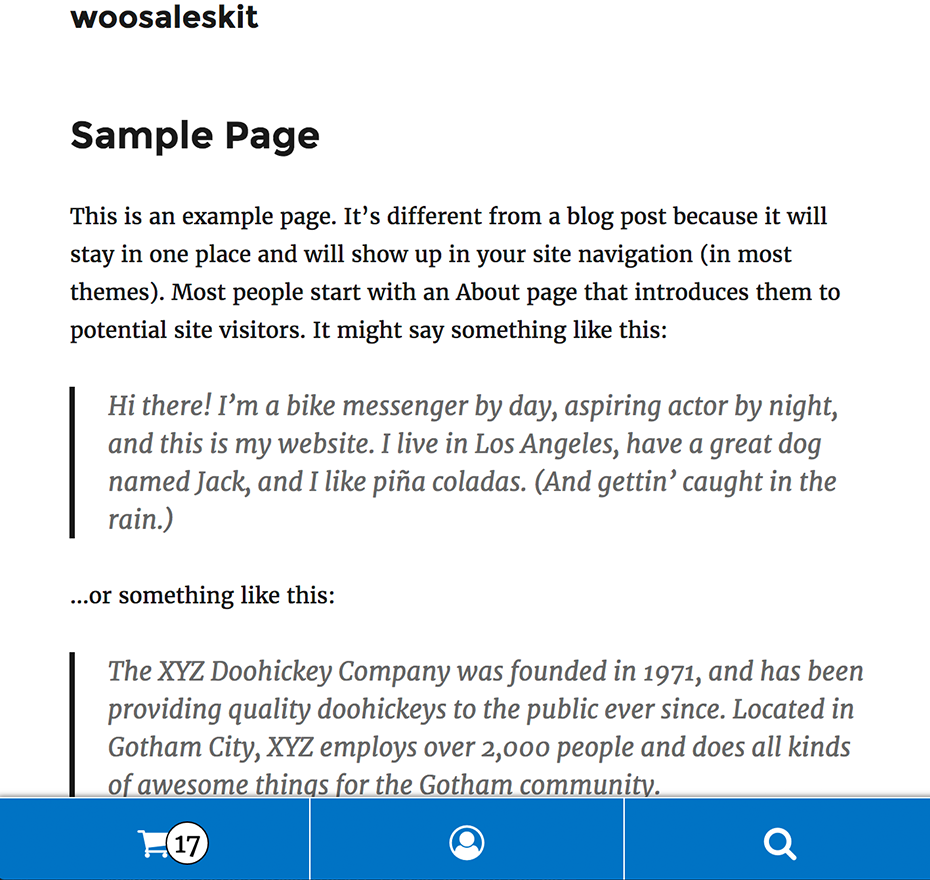 woosaleskit
Sample Page
This is an example page. It’s different from a blog post because it will
stay in one place and will show up in your site navigation (in most
themes). Most people start with an About page that introduces them to
potential site visitors. It might say something like this:
Hi there! I’m a bike messenger by day, aspiring actor by night,
and this is my website. I live in Los Angeles, have a great dog
named Jack, and I like piña coladas. (And gettin’ caught in the
rain.)
…or something like this:
The XYZ Doohickey Company was founded in 1971, and has been
providing quality doohickeys to the public ever since. Located in
Gotham City, XYZ employs over 2,000 people and does all kinds
of awesome things for the Gotham community.
17